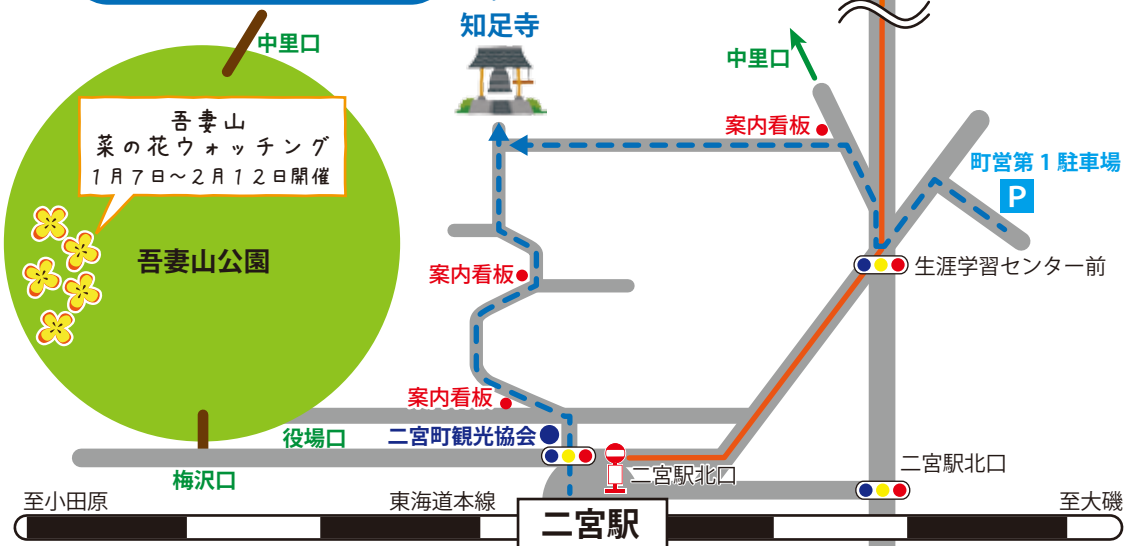 知足寺
中里口
中里口
吾妻山
菜の花ウォッチング
1月7日～2月12日開催
案内看板
町営第1駐車場
P
吾妻山公園
案内看板
生涯学習センター前
案内看板
役場口
二宮町観光協会
梅沢口
二宮駅北口
二宮駅北口
至小田原
東海道本線
至大磯
二宮駅